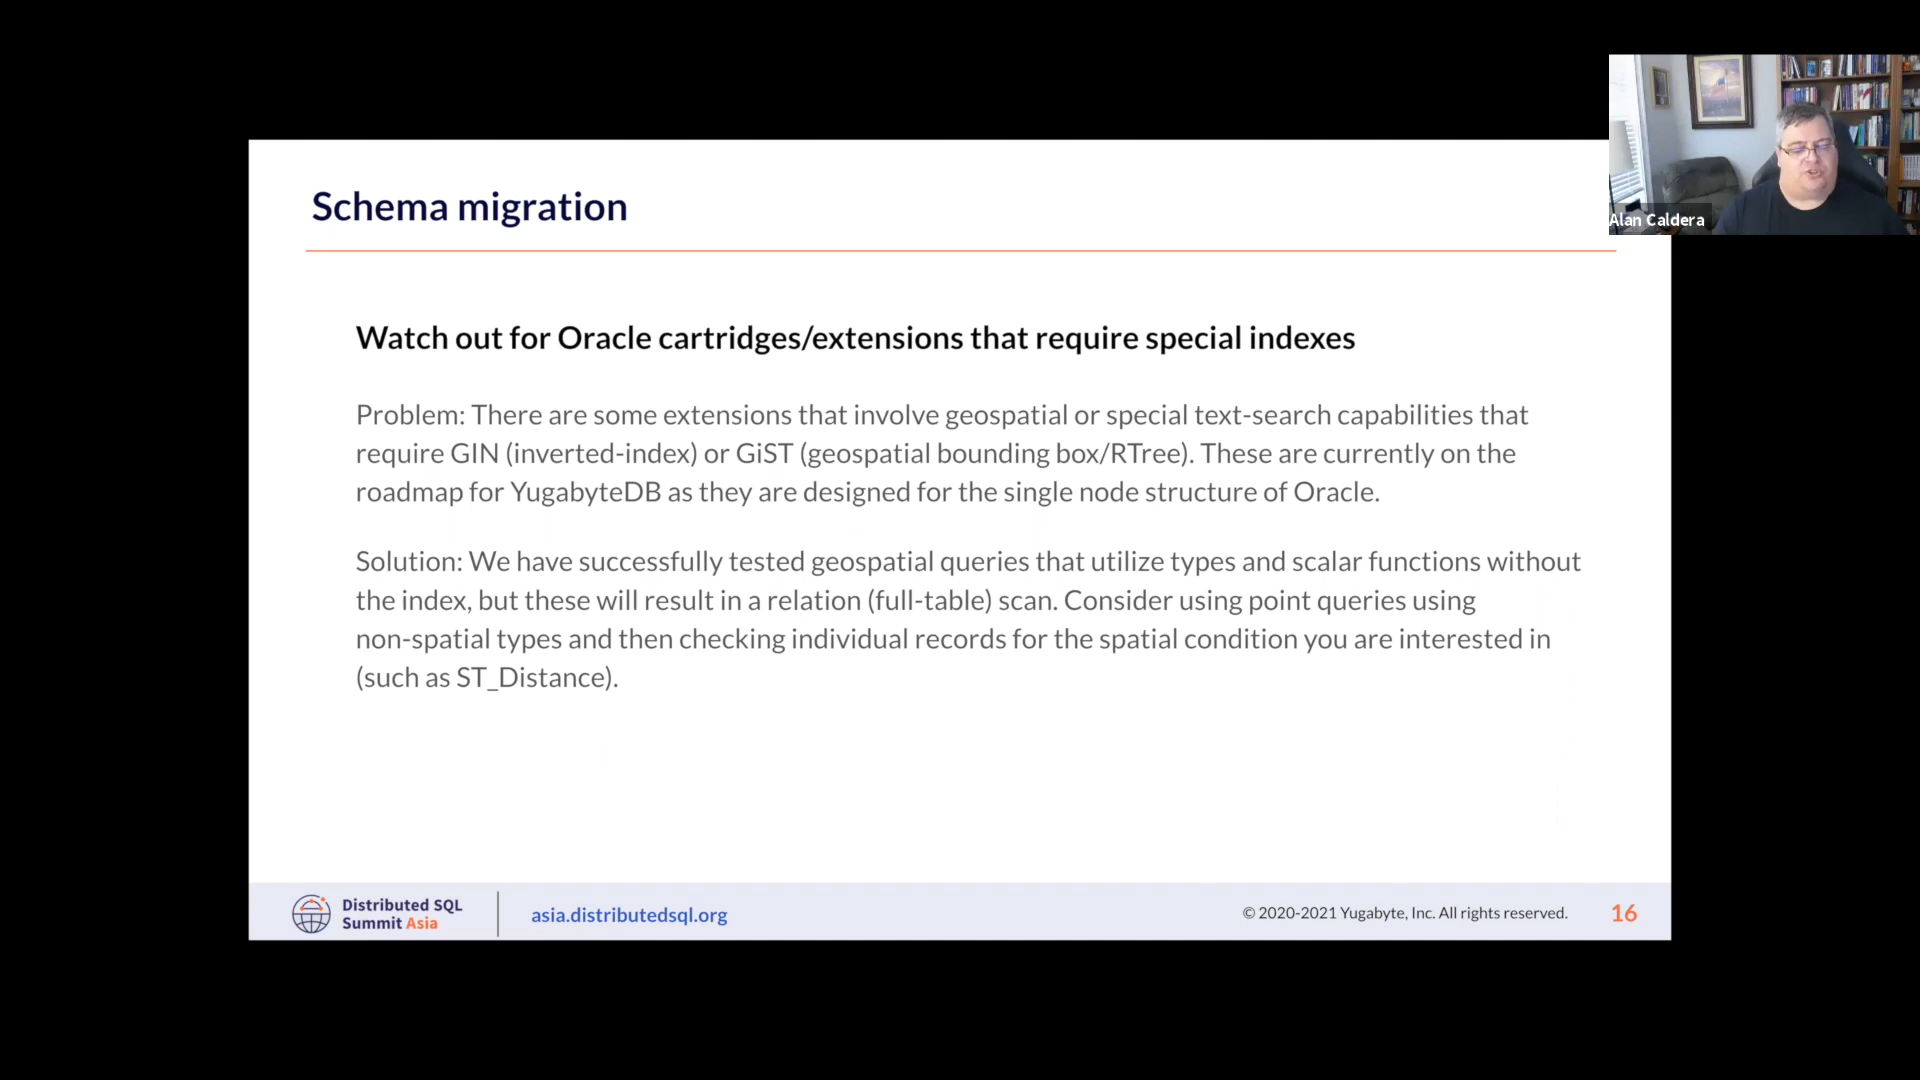 Schema migration
Alan Caldera
Watch out for Oracle cartridges/extensions that require special indexes
Problem: There are some extensions that involve geospatial or special text-search capabilities that
require GIN (inverted-index) or GiST (geospatial bounding box/RTree). These are currently on the
roadmap for YugabyteDB as they are designed for the single node structure of Oracle.
Solution: We have successfully tested geospatial queries that utilize types and scalar functions without
the index, but these will result in a relation (full-table) scan. Consider using point queries using
non-spatial types and then checking individual records for the spatial condition you are interested in
(such as ST_Distance).
Distributed SQL
Summit Asia
asia.distributedsql.org
© 2020-2021 Yugabyte, Inc. All rights reserved.
16